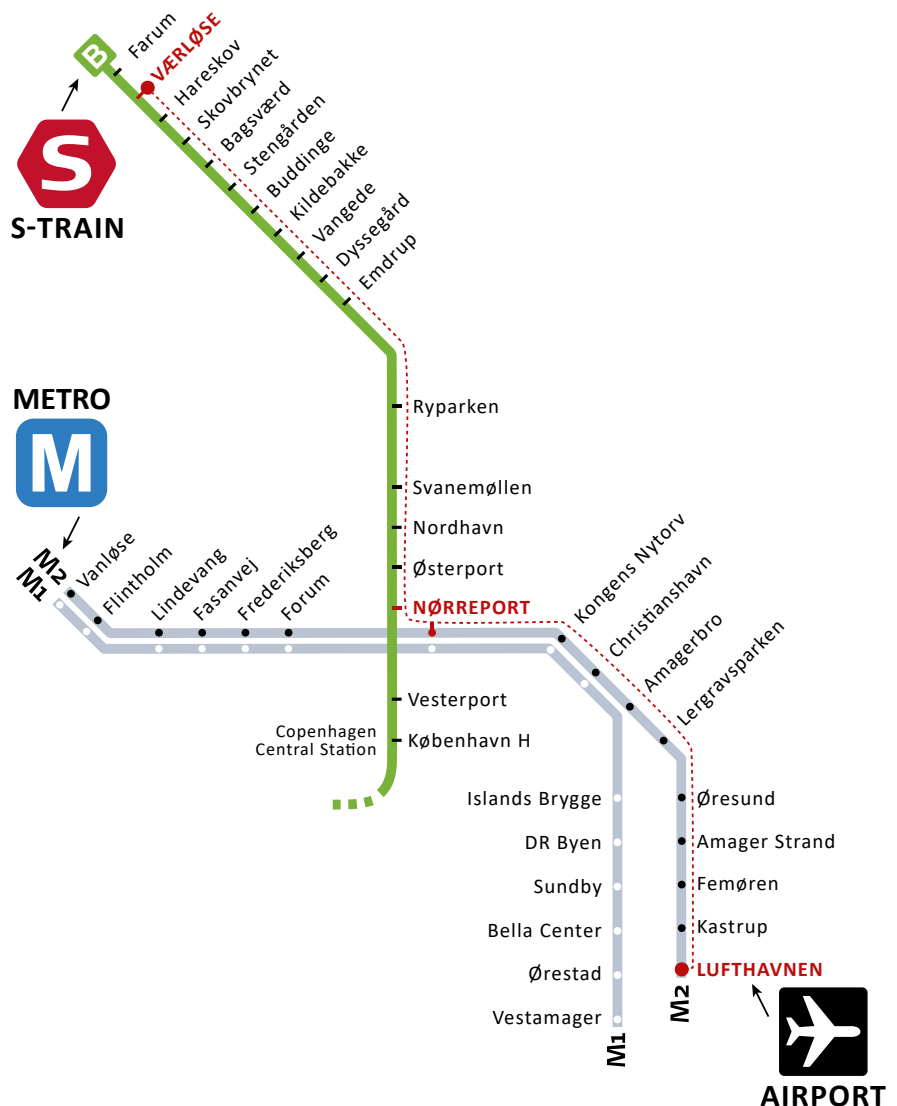 B
Farum
VÆRLØSE
Hareskov
Skovbrynet
Bagsværd
Stengården
Buddinge
Kildebakke
Vangede
Dyssegård
Emdrup
S
S-TRAIN
METRO
M
Ryparken
Svanemøllen
Nordhavn
Østerport
NØRREPORT
M2
M1
Vanløse
Flintholm
Lindevang
Fasanvej
Frederiksberg
Forum
Kongens Nytorv
Christianshavn
Amagerbro
Lergravsparken
Vesterport
Copenhagen
Central Station
København H
Islands Brygge
DR Byen
Sundby
Bella Center
Ørestad
Vestamager
M1
Øresund
Amager Strand
Femøren
Kastrup
LUFTHAVNEN
M2
AIRPORT